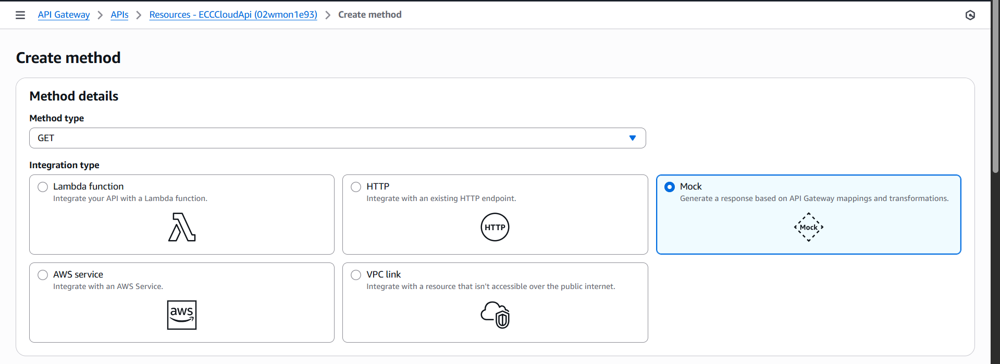 API Gateway > APIs > Resources - ECCCloudApi (02wmon1e93) > Create method
Create method
Method details
Method type
GET
Integration type
Lambda function
Integrate your API with a Lambda function.
HTTP
Integrate with an existing HTTP endpoint.
HTTP
Mock
Generate a response based on API Gateway mappings and transformations.
Mock
AWS service
Integrate with an AWS Service.
aws
VPC link
Integrate with a resource that isn't accessible over the public internet.